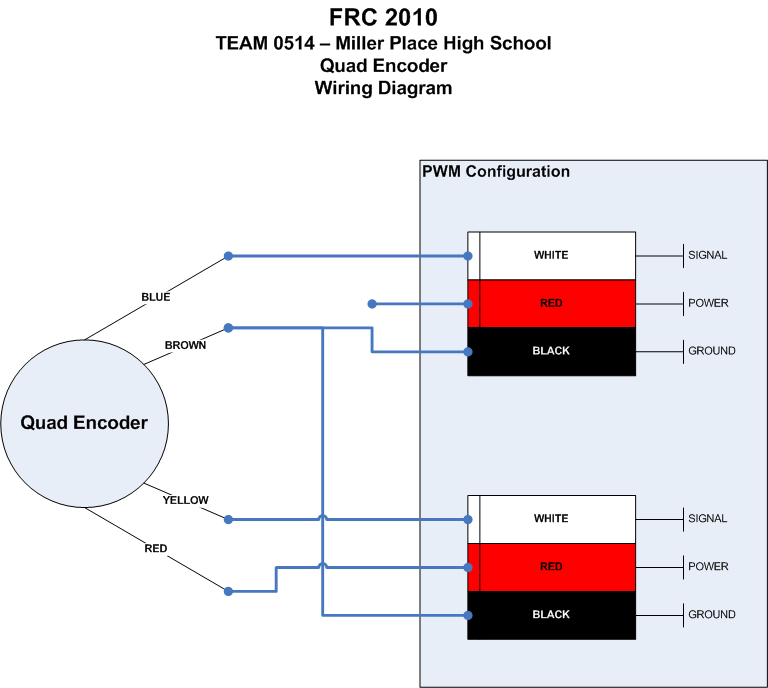 FRC 2010
TEAM 0514 – Miller Place High School
Quad Encoder
Wiring Diagram
PWM Configuration
WHITE
SIGNAL
BLUE
RED
POWER
BROWN
BLACK
GROUND
Quad Encoder
YELLOW
WHITE
SIGNAL
RED
RED
POWER
BLACK
GROUND